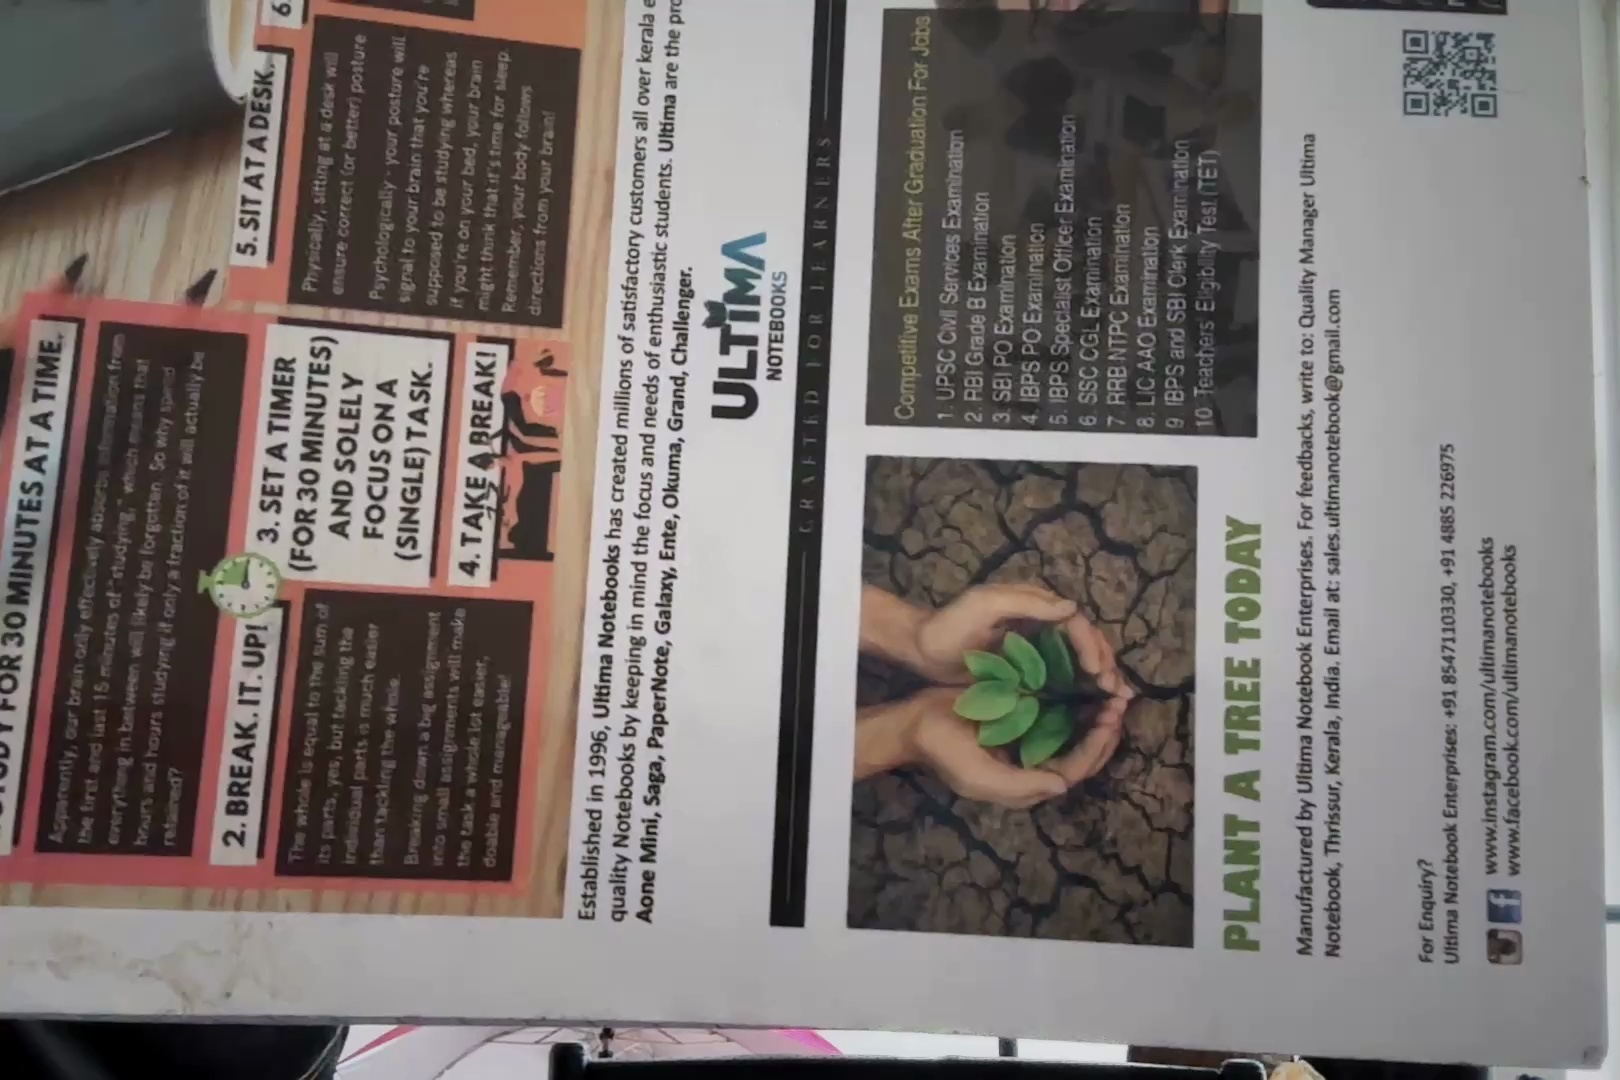 FOR 30 MINUTES AT A TIME.
Apparently, our brain only effectively absorbs information from
the first and last 15 minutes of "studying," which means that
everything in between will likely be forgotten. So why spend
hours and hours studying if only a fraction of it will actually be
retained?
2. BREAK. IT. UP!
The whole is equal to the sum of
its parts, yes, but tackling the
individual parts is much easier
than tackling the whole.
Breaking down a big assignment
into small assignments will make
the task a whole lot easier,
doable and manageable!
3. SET A TIMER
(FOR 30 MINUTES)
AND SOLELY
FOCUS ON A
(SINGLE) TASK.
4. TAKE A BREAK!
5. SIT AT A DESK.
Physically, sitting at a desk will
ensure correct (or better) posture
Psychologically - your posture will
signal to your brain that you're
supposed to be studying whereas
if you're on your bed, your brain
might think that it's time for sleep.
Remember, your body follows
directions from your brain!
6.
Established in 1996, Ultima Notebooks has created millions of satisfactory customers all over kerala
quality Notebooks by keeping in mind the focus and needs of enthusiastic students. Ultima are the
Aone Mini, Saga, PaperNote, Galaxy, Ente, Okuma, Grand, Challenger.
ULTIMA
NOTEBOOKS
CRAFTED FOR LEARNERS
PLANT A TREE TODAY
Competitive Exams After Graduation For Jobs
1. UPSC Civil Services Examination
2. RBI Grade B Examination
3. SBI PO Examination
4. IBPS PO Examination
5. IBPS Specialist Officer Examination
6. SSC CGL Examination
7. RRB NTPC Examination
8. LIC AAO Examination
9 IBPS and SBI Clerk Examination
10. Teachers' Eligibility Test (TET)
Manufactured by Ultima Notebook Enterprises. For feedbacks, write to: Quality Manager Ultima
Notebook, Thrissur, Kerala, India. Email at: sales.ultimanotebook@gmail.com
For Enquiry?
Ultima Notebook Enterprises: +91 8547110330, +91 4885 226975
www.instagram.com/ultimanotebooks
www.facebook.com/ultimanotebooks